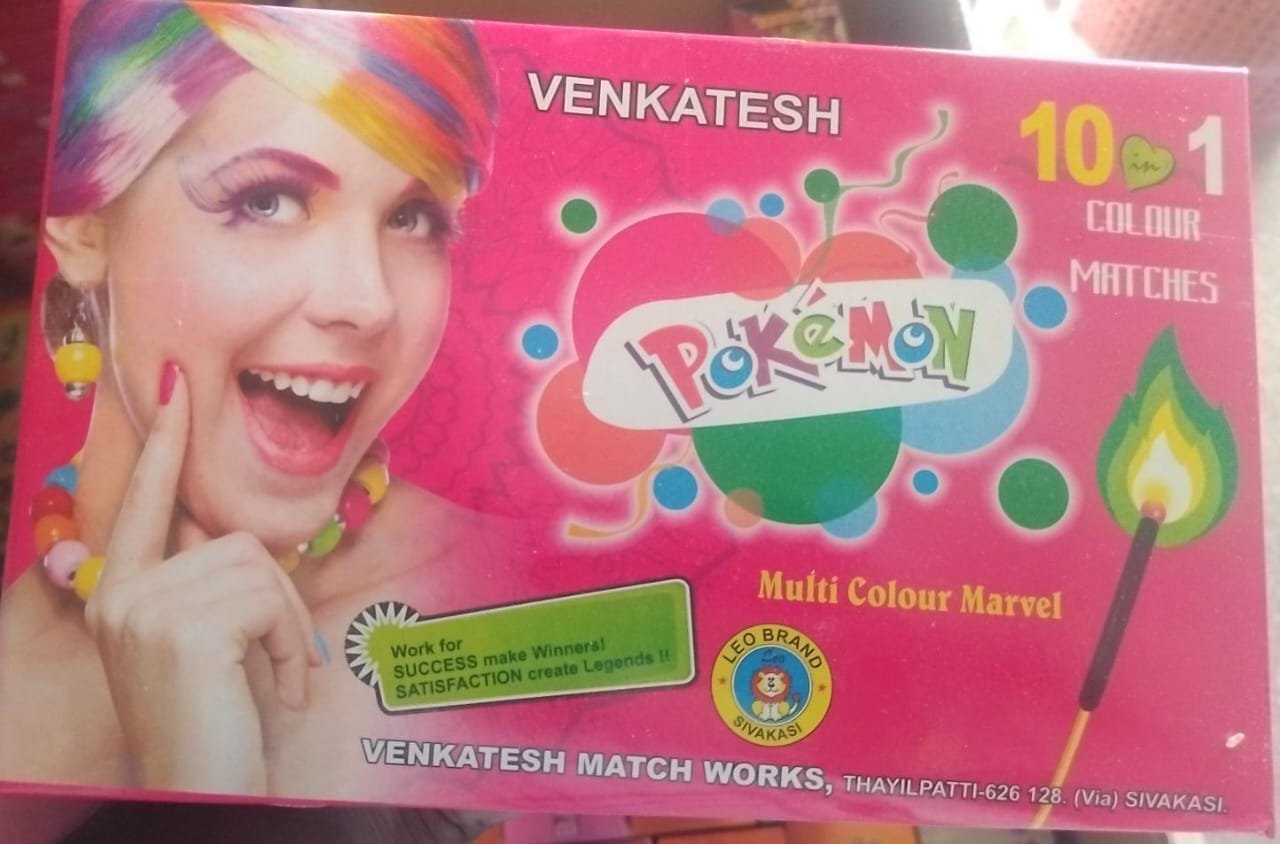 VENKATESH
10 in 1
COLOUR
MATCHES
POKéMON
Multi Colour Marvel
Work for
SUCCESS make Winners!
SATISFACTION create Legends !!
LEO BRAND
SIVAKASI
VENKATESH MATCH WORKS, THAYILPATTI-626 128. (Via) SIVAKASI.